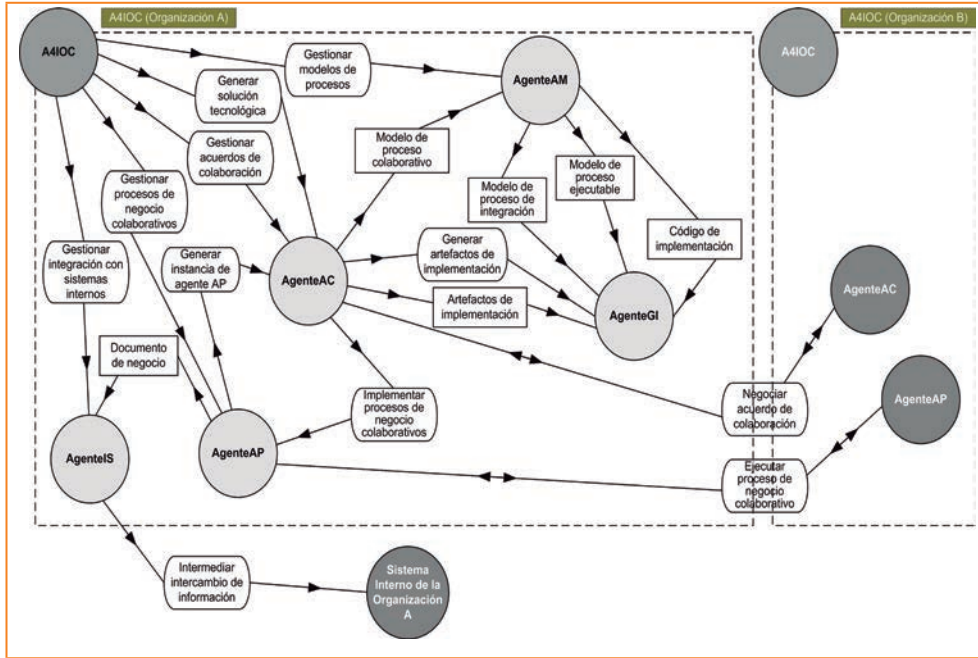 A4IOC (Organización A)
A4IOC (Organización B)
A4IOC
Gestionar
modelos de
procesos
AgenteAM
A4IOC
Generar
solución
tecnológica
Gestionar
acuerdos de
colaboración
Modelo de
proceso
colaborativo
Modelo de
proceso
ejecutable
Gestionar
procesos de
negocio
colaborativos
Modelo de
proceso de
integración
Código de
implementación
Gestionar
integración con
sistemas
internos
Generar
instancia de
agente AP
AgenteAC
Generar
artefactos de
implementación
Artefactos de
implementación
AgenteGI
AgenteAC
Documento
de negocio
Implementar
procesos de
negocio
colaborativos
Negociar
acuerdo de
colaboración
AgenteAP
AgenteIS
AgenteAP
Ejecutar
proceso de
negocio
colaborativo
Intermediar
intercambio de
información
Sistema
Interno de la
Organización
A